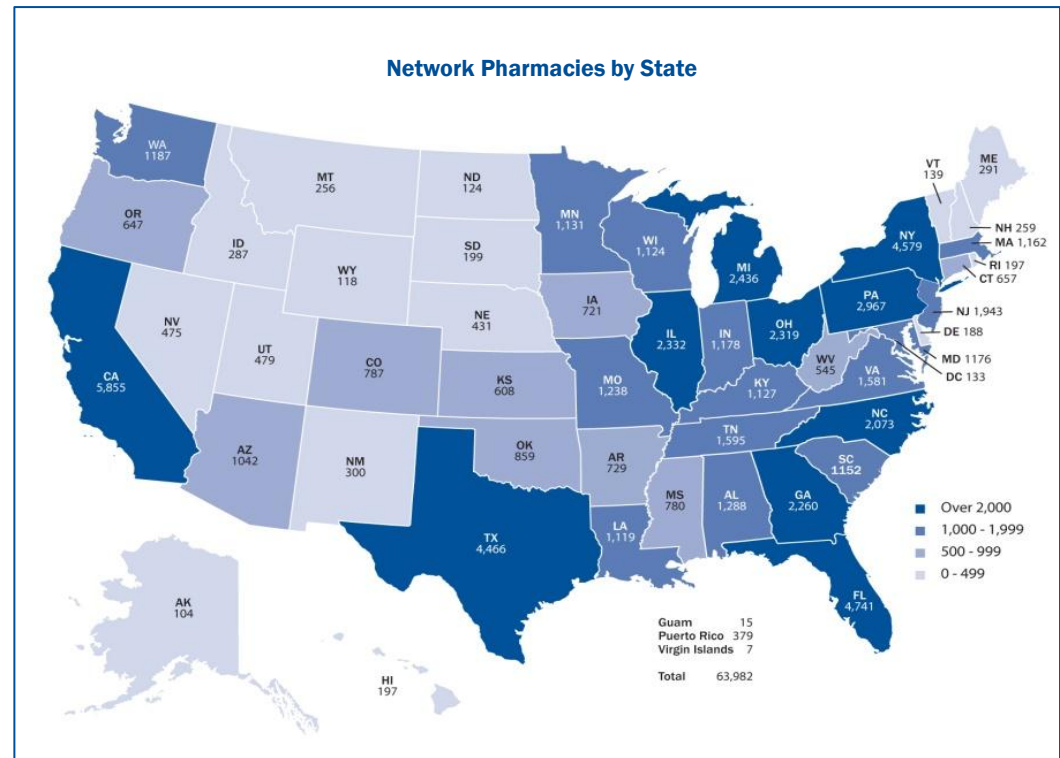 Network Pharmacies by State
WA
1187
OR
647
CA
5,855
NV
475
ID
287
MT
256
WY
118
UT
479
AZ
1042
CO
787
NM
300
ND
124
SD
199
NE
431
KS
608
OK
859
TX
4,466
MN
1,131
IA
721
MO
1,238
AR
729
LA
1,119
WI
1,124
IL
2,332
MI
2,436
IN
1,178
OH
2,319
KY
1,127
TN
1,595
MS
780
AL
1,288
GA
2,260
FL
4,741
SC
1152
NC
2,073
VA
1,581
WV
545
PA
2,967
NY
4,579
VT
139
ME
291
NH 259
MA 1,162
RI 197
CT 657
NJ 1,943
DE 188
MD 1176
DC 133
AK
104
HI
197
Over 2,000
1,000 - 1,999
500 - 999
0 - 499
Guam 15
Puerto Rico 379
Virgin Islands 7
Total 63,982